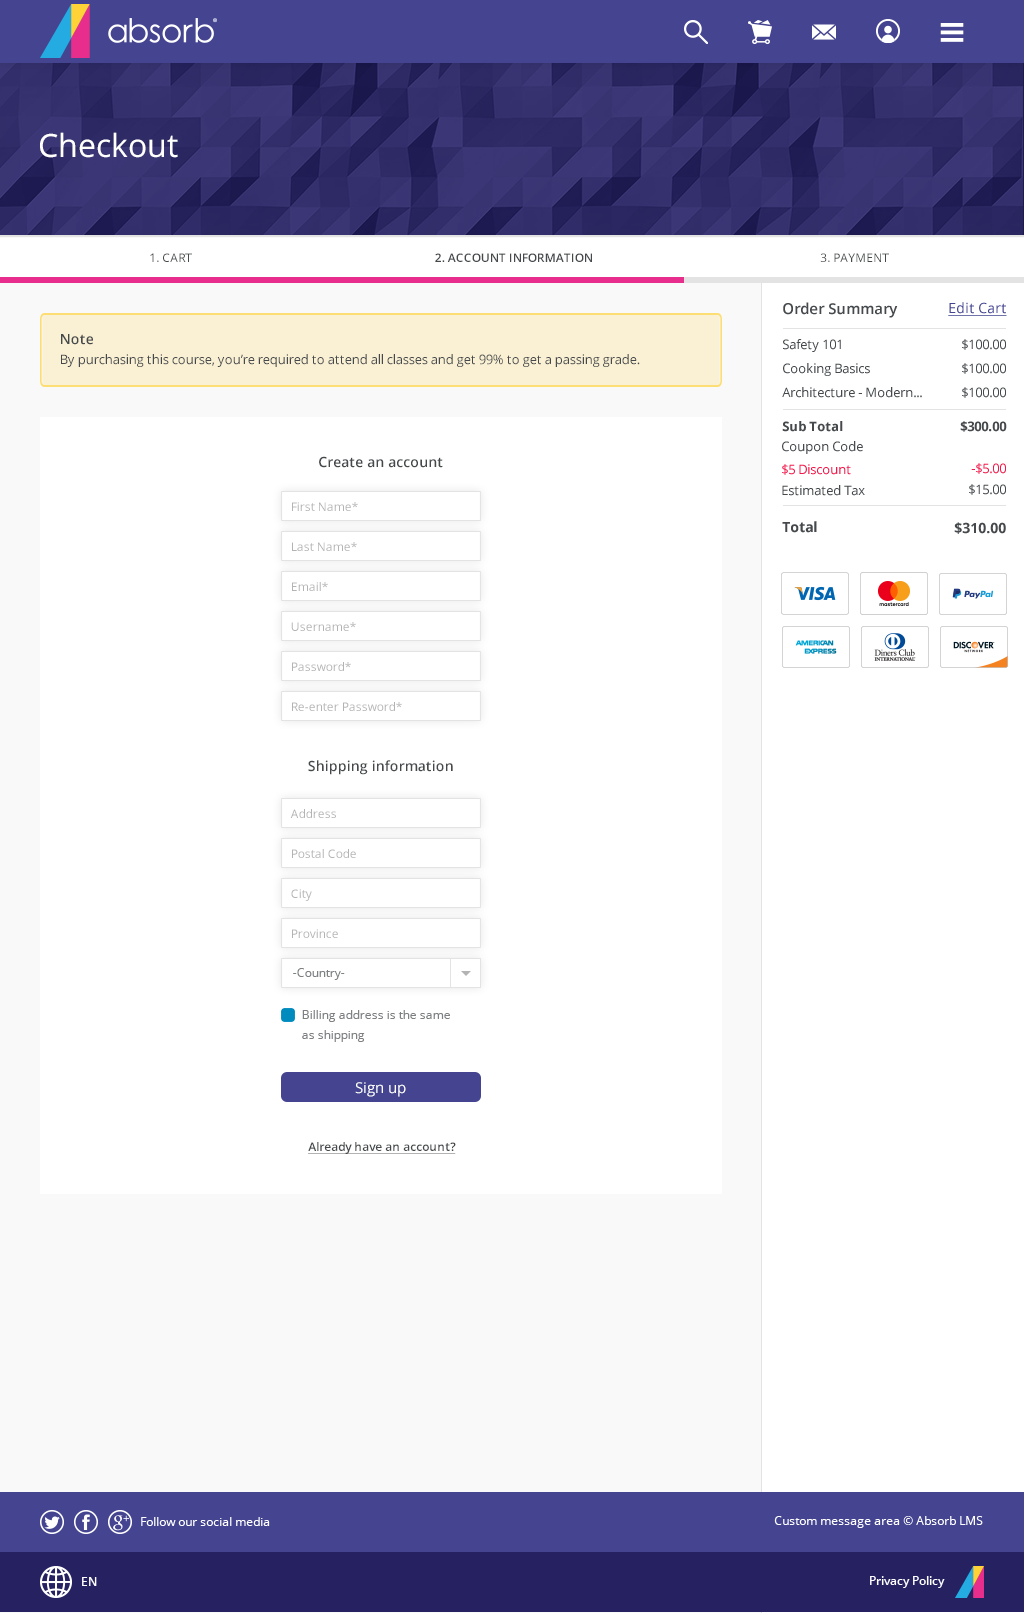 absorb
Checkout
1. CART
2. ACCOUNT INFORMATION
3. PAYMENT
Note
By purchasing this course, you’re required to attend all classes and get 99% to get a passing grade.
Create an account
First Name*
Last Name*
Email*
Username*
Password*
Re-enter Password*
Shipping information
Address
Postal Code
City
Province
-Country-
Billing address is the same
as shipping
Sign up
Already have an account?
Order Summary Edit Cart
Safety 101 $100.00
Cooking Basics $100.00
Architecture - Modern... $100.00
Sub Total $300.00
Coupon Code
$5 Discount -$5.00
Estimated Tax $15.00
Total $310.00
VISA
mastercard
PayPal
AMERICAN
EXPRESS
Diners Club
INTERNATIONAL
DISCOVER
NETWORK
Follow our social media
Custom message area © Absorb LMS
EN
Privacy Policy